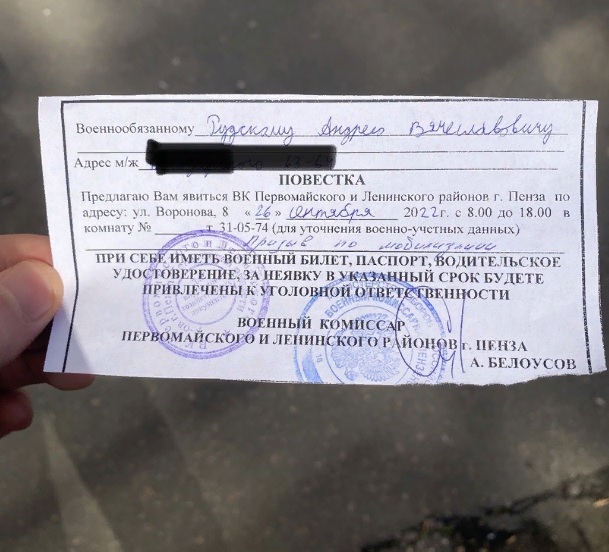 Военнообязанному Рудскому Андрею Вячеславовичу
Адрес м/ж
ПОВЕСТКА
Предлагаю Вам явиться ВК Первомайского и Ленинского районов г. Пенза по
адресу: ул. Воронова, 8 «26» сентября 2022г. с 8.00 до 18.00 в
комнату № ______ т. 31-05-74 (для уточнения военно-учетных данных)
Призыв по мобилизации
ПРИ СЕБЕ ИМЕТЬ ВОЕННЫЙ БИЛЕТ, ПАСПОРТ, ВОДИТЕЛЬСКОЕ
УДОСТОВЕРЕНИЕ, ЗА НЕЯВКУ В УКАЗАННЫЙ СРОК БУДЕТЕ
ПРИВЛЕЧЕНЫ К УГОЛОВНОЙ ОТВЕТСТВЕННОСТИ
ВОЕННЫЙ КОМИССАР
ПЕРВОМАЙСКОГО И ЛЕНИНСКОГО РАЙОНОВ г. ПЕНЗА
А. БЕЛОУСОВ